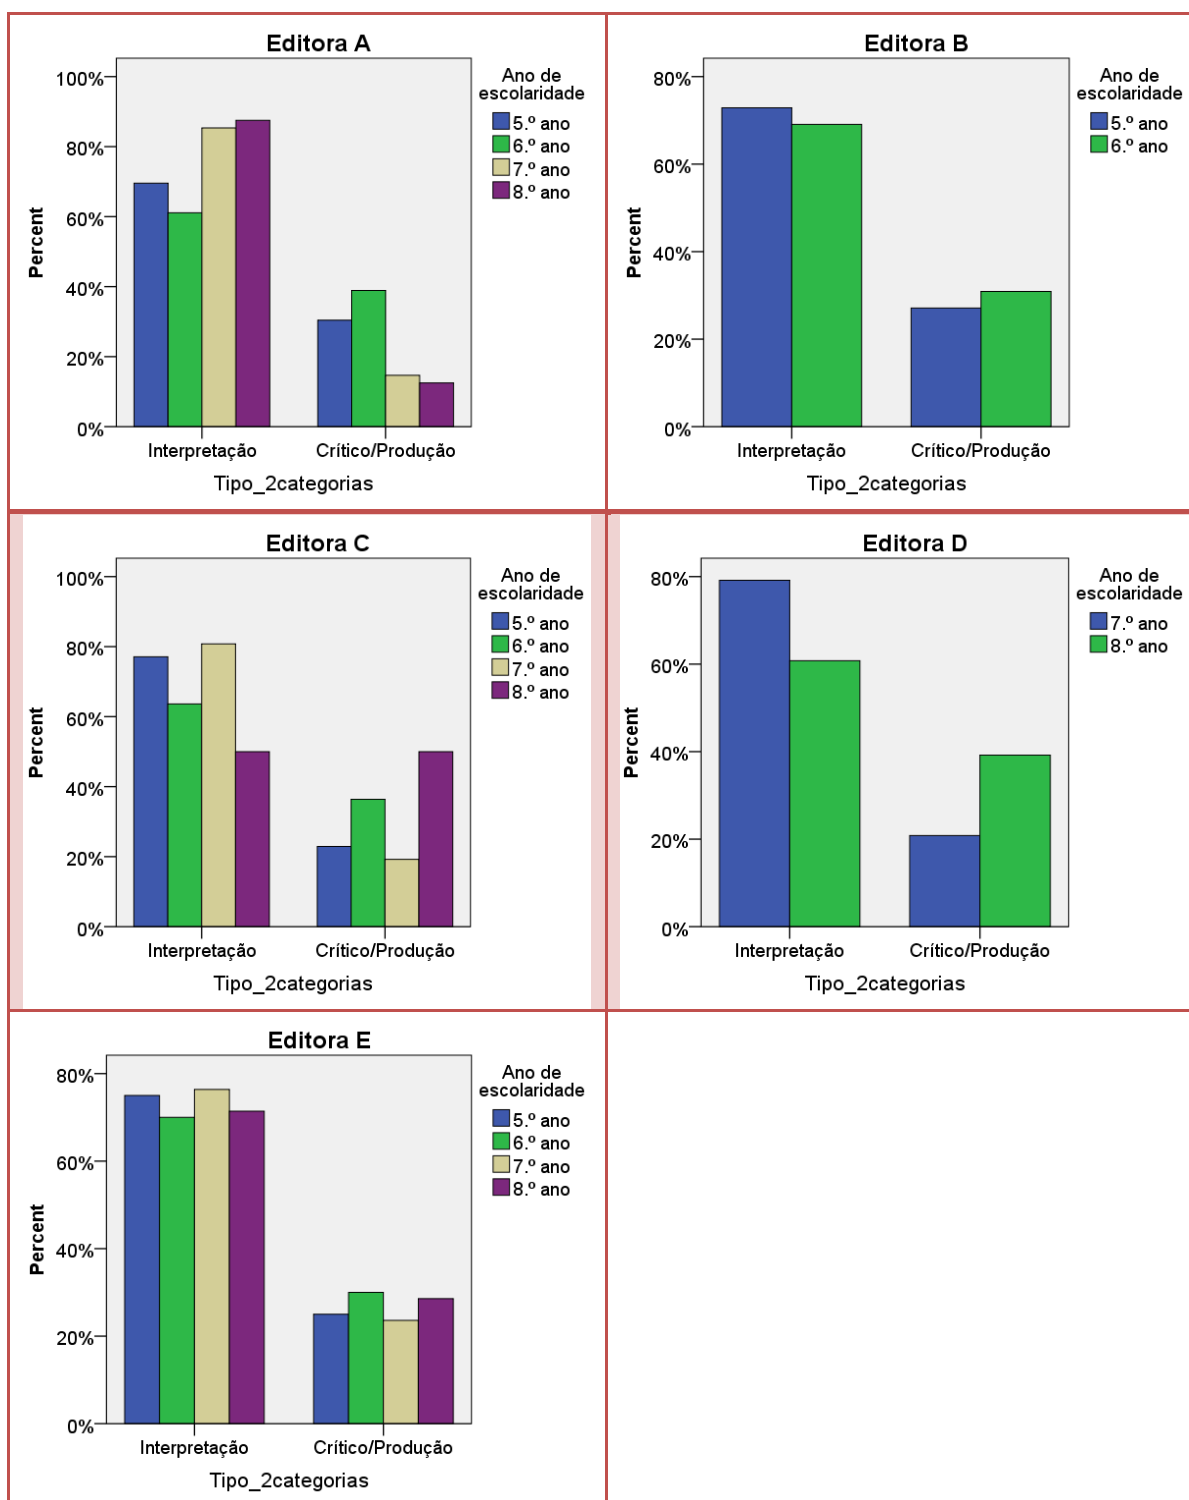 Editora A
100%
80%
60%
40%
20%
0%
Percent
Interpretação
Crítico/Produção
Tipo_2categorias
Ano de
escolaridade
5.º ano
6.º ano
7.º ano
8.º ano
Editora B
80%
60%
40%
20%
0%
Percent
Interpretação
Crítico/Produção
Tipo_2categorias
Ano de
escolaridade
5.º ano
6.º ano
Editora C
100%
80%
60%
40%
20%
0%
Percent
Interpretação
Crítico/Produção
Tipo_2categorias
Ano de
escolaridade
5.º ano
6.º ano
7.º ano
8.º ano
Editora D
80%
60%
40%
20%
0%
Percent
Interpretação
Crítico/Produção
Tipo_2categorias
Ano de
escolaridade
7.º ano
8.º ano
Editora E
80%
60%
40%
20%
0%
Percent
Interpretação
Crítico/Produção
Tipo_2categorias
Ano de
escolaridade
5.º ano
6.º ano
7.º ano
8.º ano